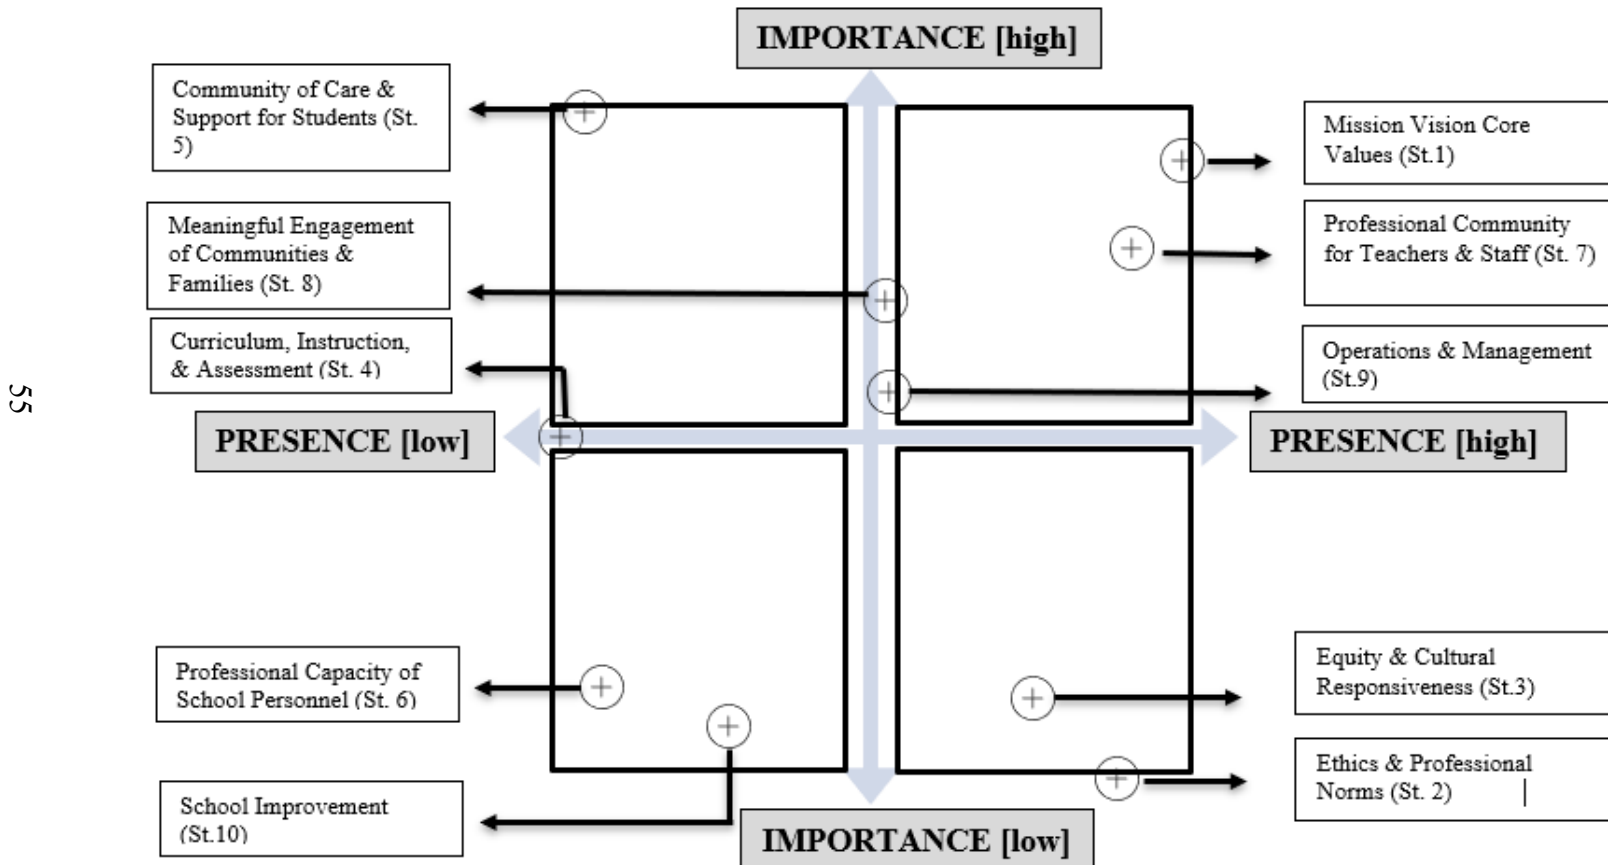 IMPORTANCE [high]
Community of Care &
Support for Students (St.
5)
Mission Vision Core
Values (St.1)
Meaningful Engagement
of Communities &
Families (St. 8)
Professional Community
for Teachers & Staff (St. 7)
Curriculum, Instruction,
& Assessment (St. 4)
Operations & Management
(St.9)
55
PRESENCE [low]
PRESENCE [high]
Professional Capacity of
School Personnel (St. 6)
Equity & Cultural
Responsiveness (St.3)
School Improvement
(St.10)
Ethics & Professional
Norms (St. 2)
IMPORTANCE [low]